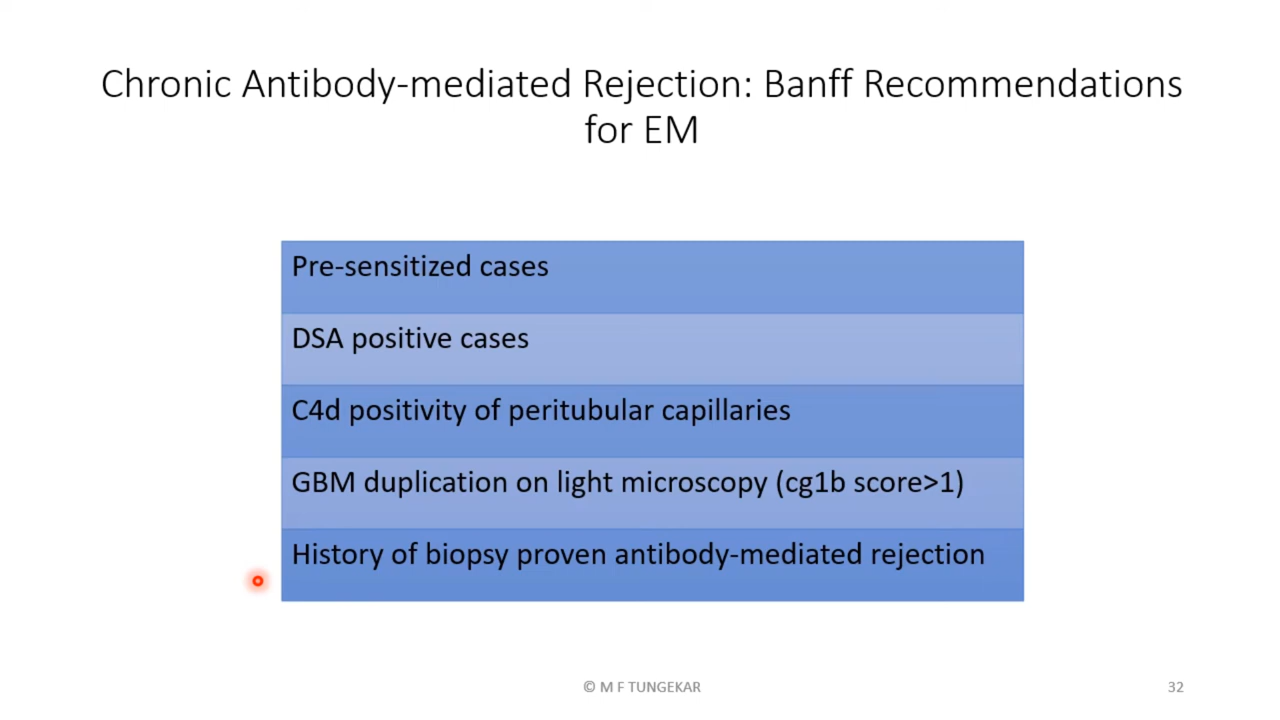 Chronic Antibody-mediated Rejection: Banff Recommendations
for EM
Pre-sensitized cases
DSA positive cases
C4d positivity of peritubular capillaries
GBM duplication on light microscopy (cg1b score>1)
History of biopsy proven antibody-mediated rejection
© M F TUNGEKAR
32